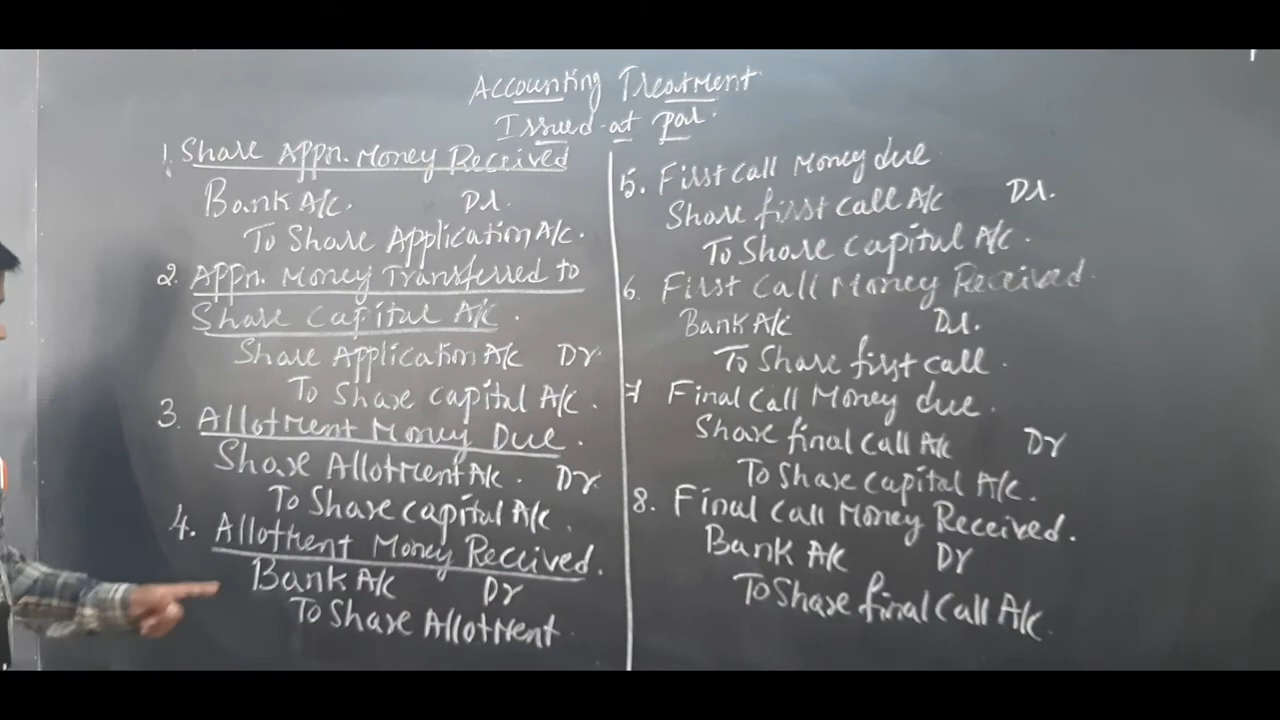 Accounting Treatment
Issued at par.
1. Share Appn. Money Received
Bank A/c. Dr.
To Share Application A/c.
2. Appn. Money Transferred to
Share Capital A/c.
Share Application A/c Dr.
To Share capital A/c.
3. Allotment Money Due.
Share Allotment A/c. Dr.
To Share capital A/c.
4. Allotment Money Received.
Bank A/c Dr
To Share Allotment.
5. First call Money due
Share first call A/c Dr.
To Share capital A/c.
6. First Call Money Received.
Bank A/c Dr.
To Share first call.
7 Final Call Money due.
Share final call A/c Dr
To Share capital A/c.
8. Final Call Money Received.
Bank A/c Dr
To Share final Call A/c.